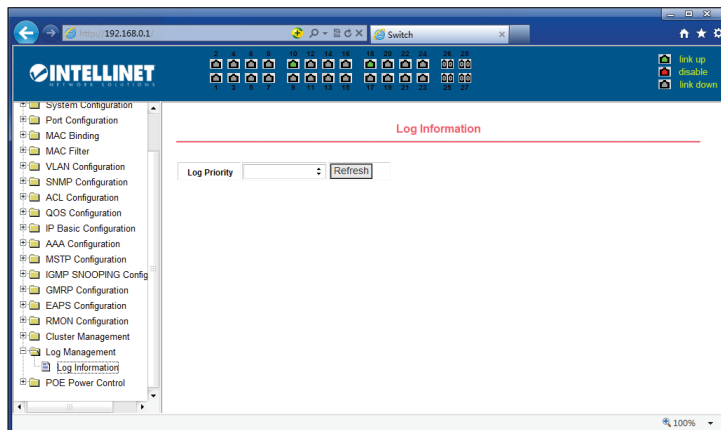 http://192.168.0.1/
Switch
INTELLINET
NETWORK SOLUTIONS
2 4 6 8 10 12 14 16 18 20 22 24 26 28
1 3 5 7 9 11 13 15 17 19 21 23 25 27
link up
disable
link down
System Configuration
Port Configuration
MAC Binding
MAC Filter
VLAN Configuration
SNMP Configuration
ACL Configuration
QOS Configuration
IP Basic Configuration
AAA Configuration
MSTP Configuration
IGMP SNOOPING Config
GMRP Configuration
EAPS Configuration
RMON Configuration
Cluster Management
Log Management
Log Information
POE Power Control
Log Information
Log Priority
Refresh
100%